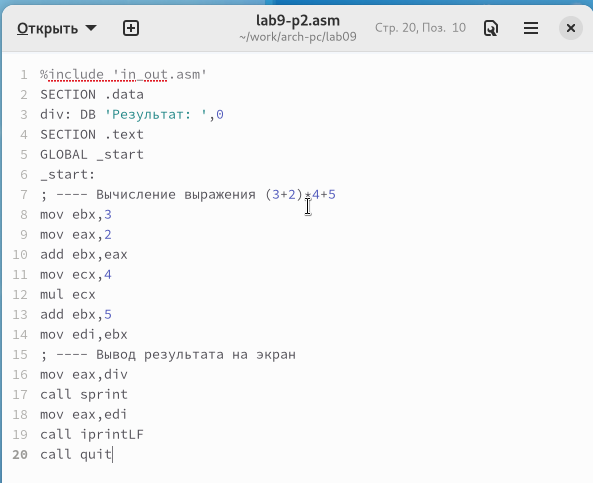 Открыть
lab9-p2.asm
~/work/arch-pc/lab09
Стр. 20, Поз. 10
1 %include 'in_out.asm'
2 SECTION .data
3 div: DB 'Результат: ',0
4 SECTION .text
5 GLOBAL _start
6 _start:
7 ; ---- Вычисление выражения (3+2)*4+5
8 mov ebx,3
9 mov eax,2
10 add ebx,eax
11 mov ecx,4
12 mul ecx
13 add ebx,5
14 mov edi,ebx
15 ; ---- Вывод результата на экран
16 mov eax,div
17 call sprint
18 mov eax,edi
19 call iprintLF
20 call quit